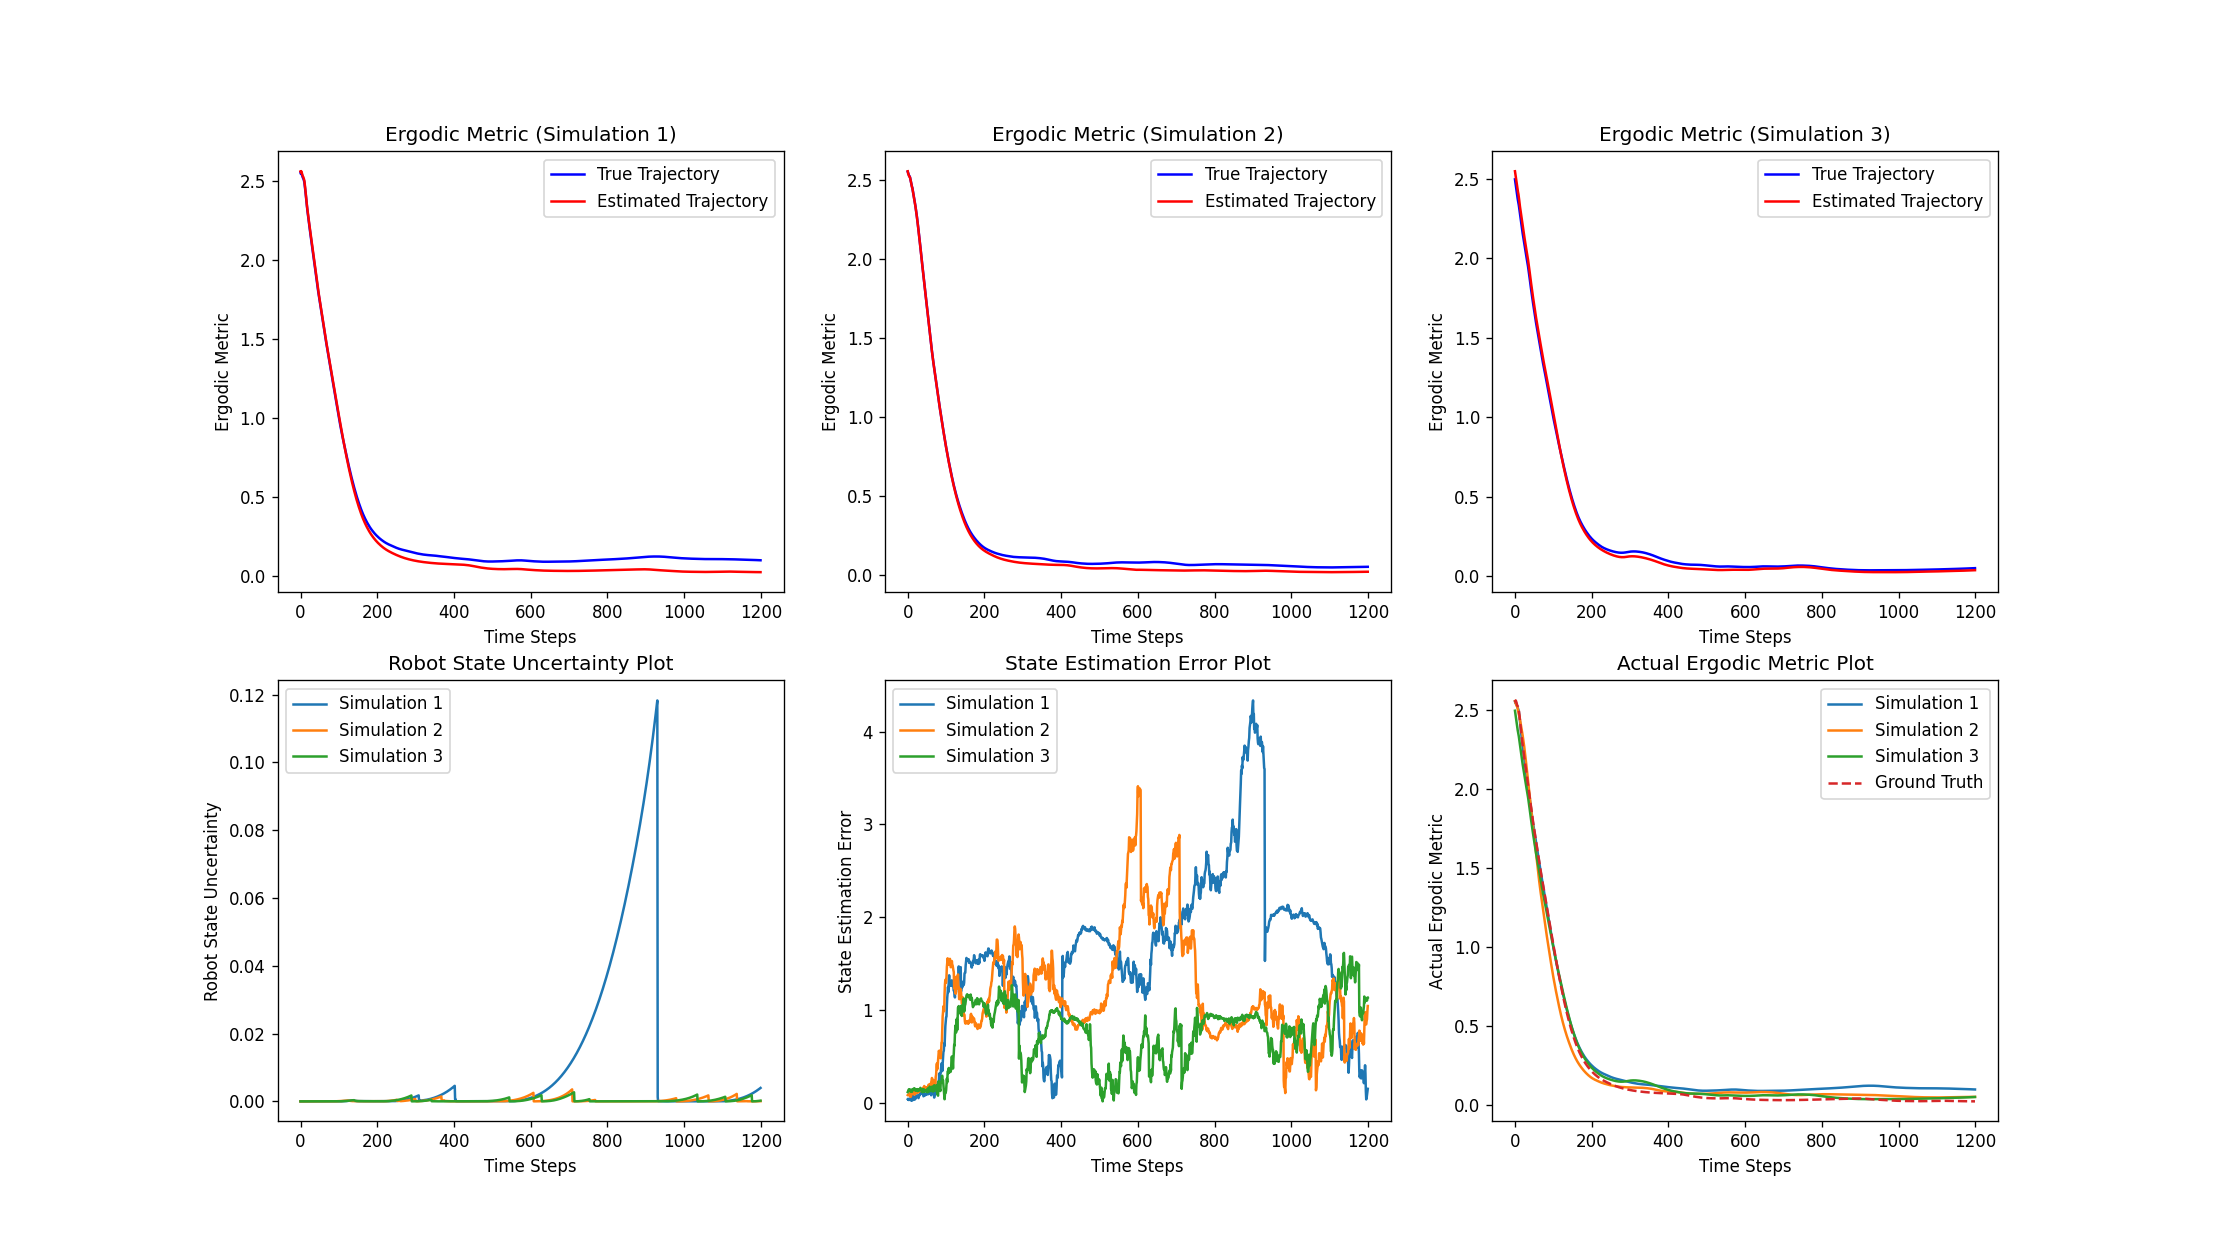 Ergodic Metric (Simulation 1)
Ergodic Metric
2.5
2.0
1.5
1.0
0.5
0.0
True Trajectory
Estimated Trajectory
0 200 400 600 800 1000 1200
Time Steps
Ergodic Metric (Simulation 2)
Ergodic Metric
2.5
2.0
1.5
1.0
0.5
0.0
True Trajectory
Estimated Trajectory
0 200 400 600 800 1000 1200
Time Steps
Ergodic Metric (Simulation 3)
Ergodic Metric
2.5
2.0
1.5
1.0
0.5
0.0
True Trajectory
Estimated Trajectory
0 200 400 600 800 1000 1200
Time Steps
Robot State Uncertainty Plot
Robot State Uncertainty
0.12
0.10
0.08
0.06
0.04
0.02
0.00
Simulation 1
Simulation 2
Simulation 3
0 200 400 600 800 1000 1200
Time Steps
State Estimation Error Plot
State Estimation Error
4
3
2
1
0
Simulation 1
Simulation 2
Simulation 3
0 200 400 600 800 1000 1200
Time Steps
Actual Ergodic Metric Plot
Actual Ergodic Metric
2.5
2.0
1.5
1.0
0.5
0.0
Simulation 1
Simulation 2
Simulation 3
Ground Truth
0 200 400 600 800 1000 1200
Time Steps